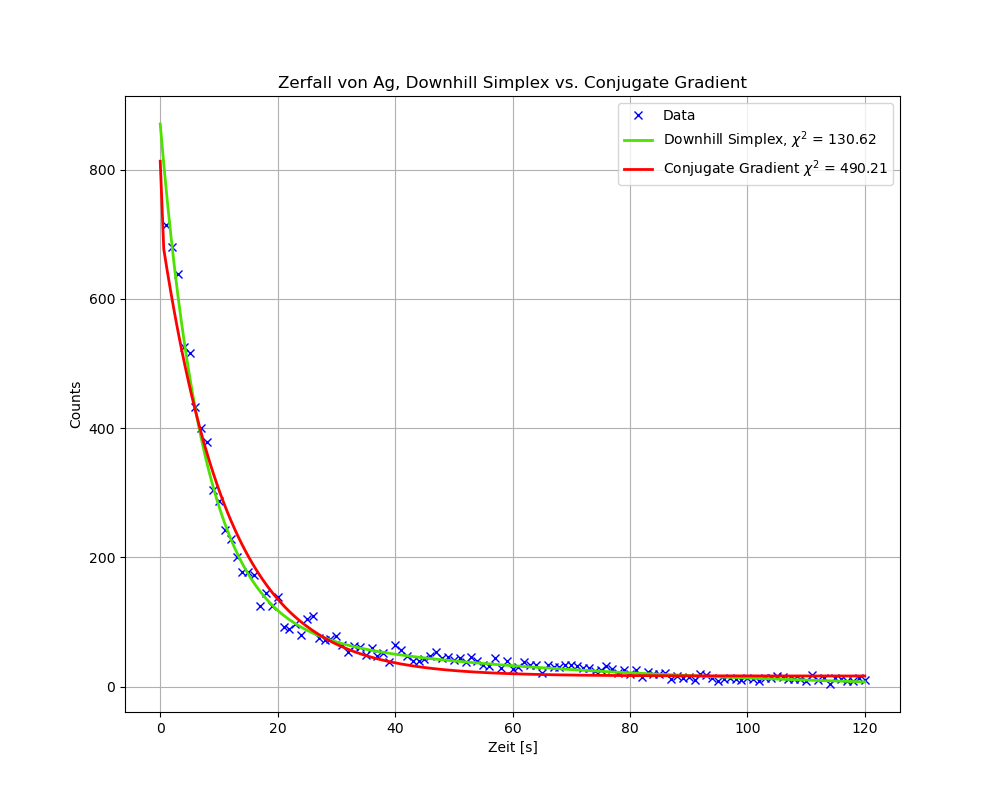 Zerfall von Ag, Downhill Simplex vs. Conjugate Gradient
Data
Downhill Simplex, χ² = 130.62
Conjugate Gradient χ² = 490.21
Counts
800
600
400
200
0
0 20 40 60 80 100 120
Zeit [s]